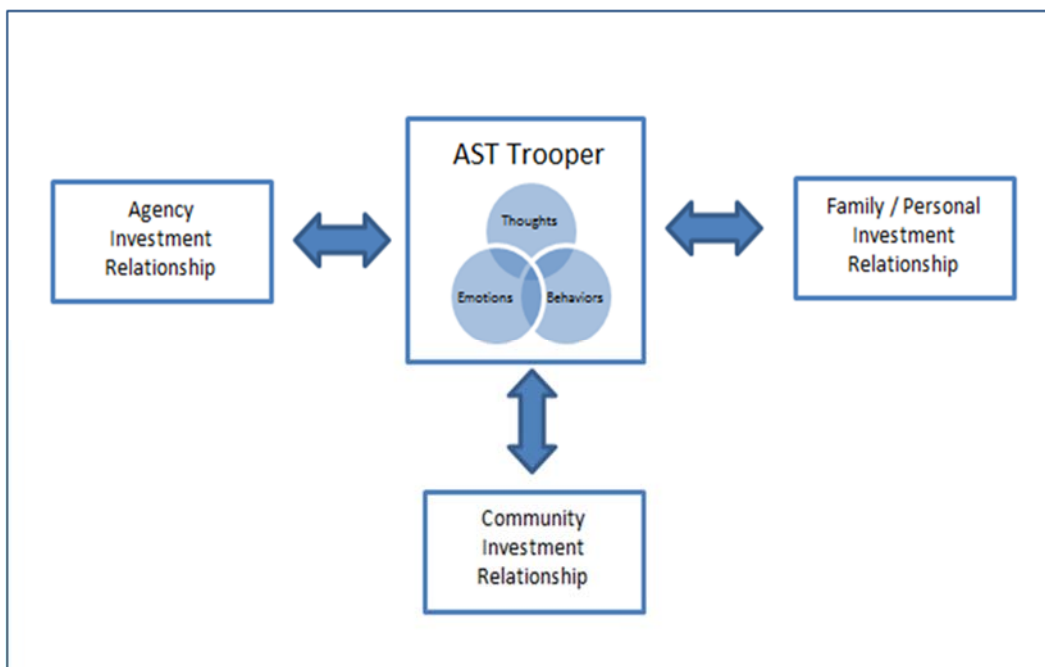 AST Trooper
Thoughts
Emotions
Behaviors
Agency
Investment
Relationship
Family / Personal
Investment
Relationship
Community
Investment
Relationship